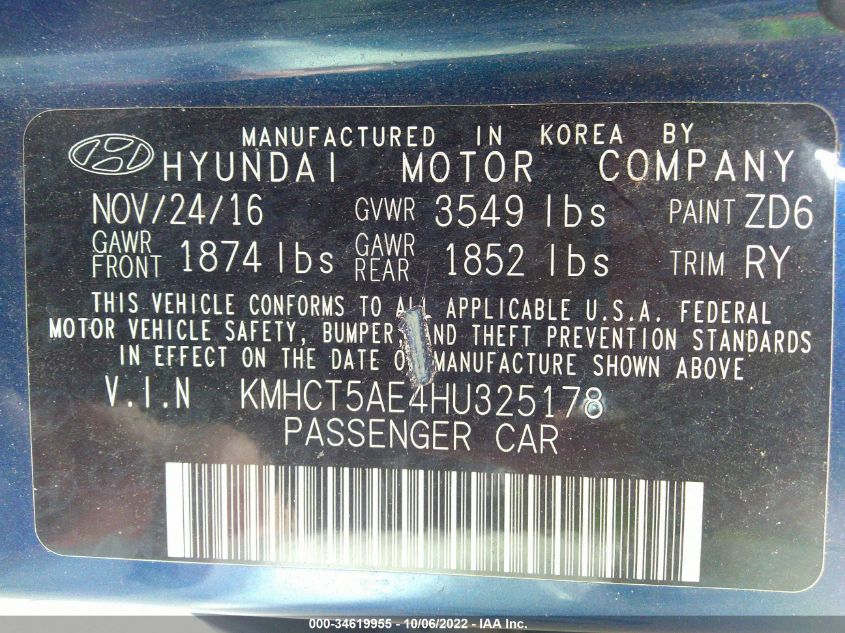 MANUFACTURED IN KOREA BY
HYUNDAI MOTOR COMPANY
NOV/24/16 GVWR 3549 lbs PAINT ZD6
GAWR FRONT 1874 lbs GAWR REAR 1852 lbs TRIM RY
THIS VEHICLE CONFORMS TO ALL APPLICABLE U.S.A. FEDERAL
MOTOR VEHICLE SAFETY, BUMPER AND THEFT PREVENTION STANDARDS
IN EFFECT ON THE DATE OF MANUFACTURE SHOWN ABOVE
V.I.N KMHCT5AE4HU325178
PASSENGER CAR
000-34619955 - 10/06/2022 - IAA Inc.